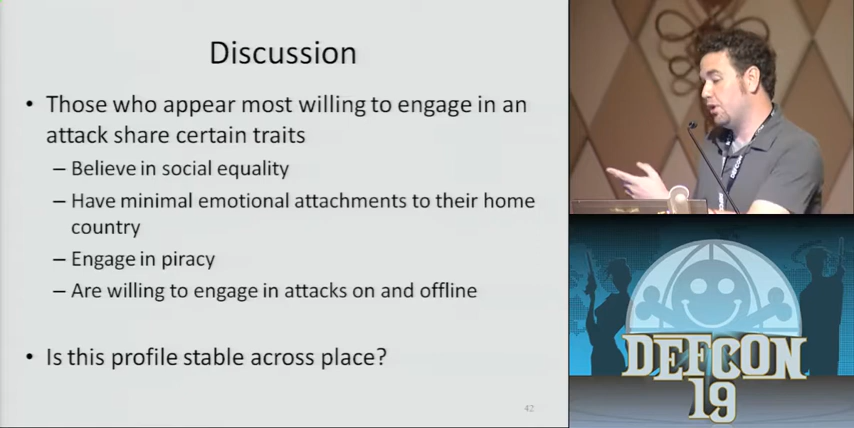 Discussion
• Those who appear most willing to engage in an
attack share certain traits
– Believe in social equality
– Have minimal emotional attachments to their home
country
– Engage in piracy
– Are willing to engage in attacks on and offline
• Is this profile stable across place?
42
DEFCON
19